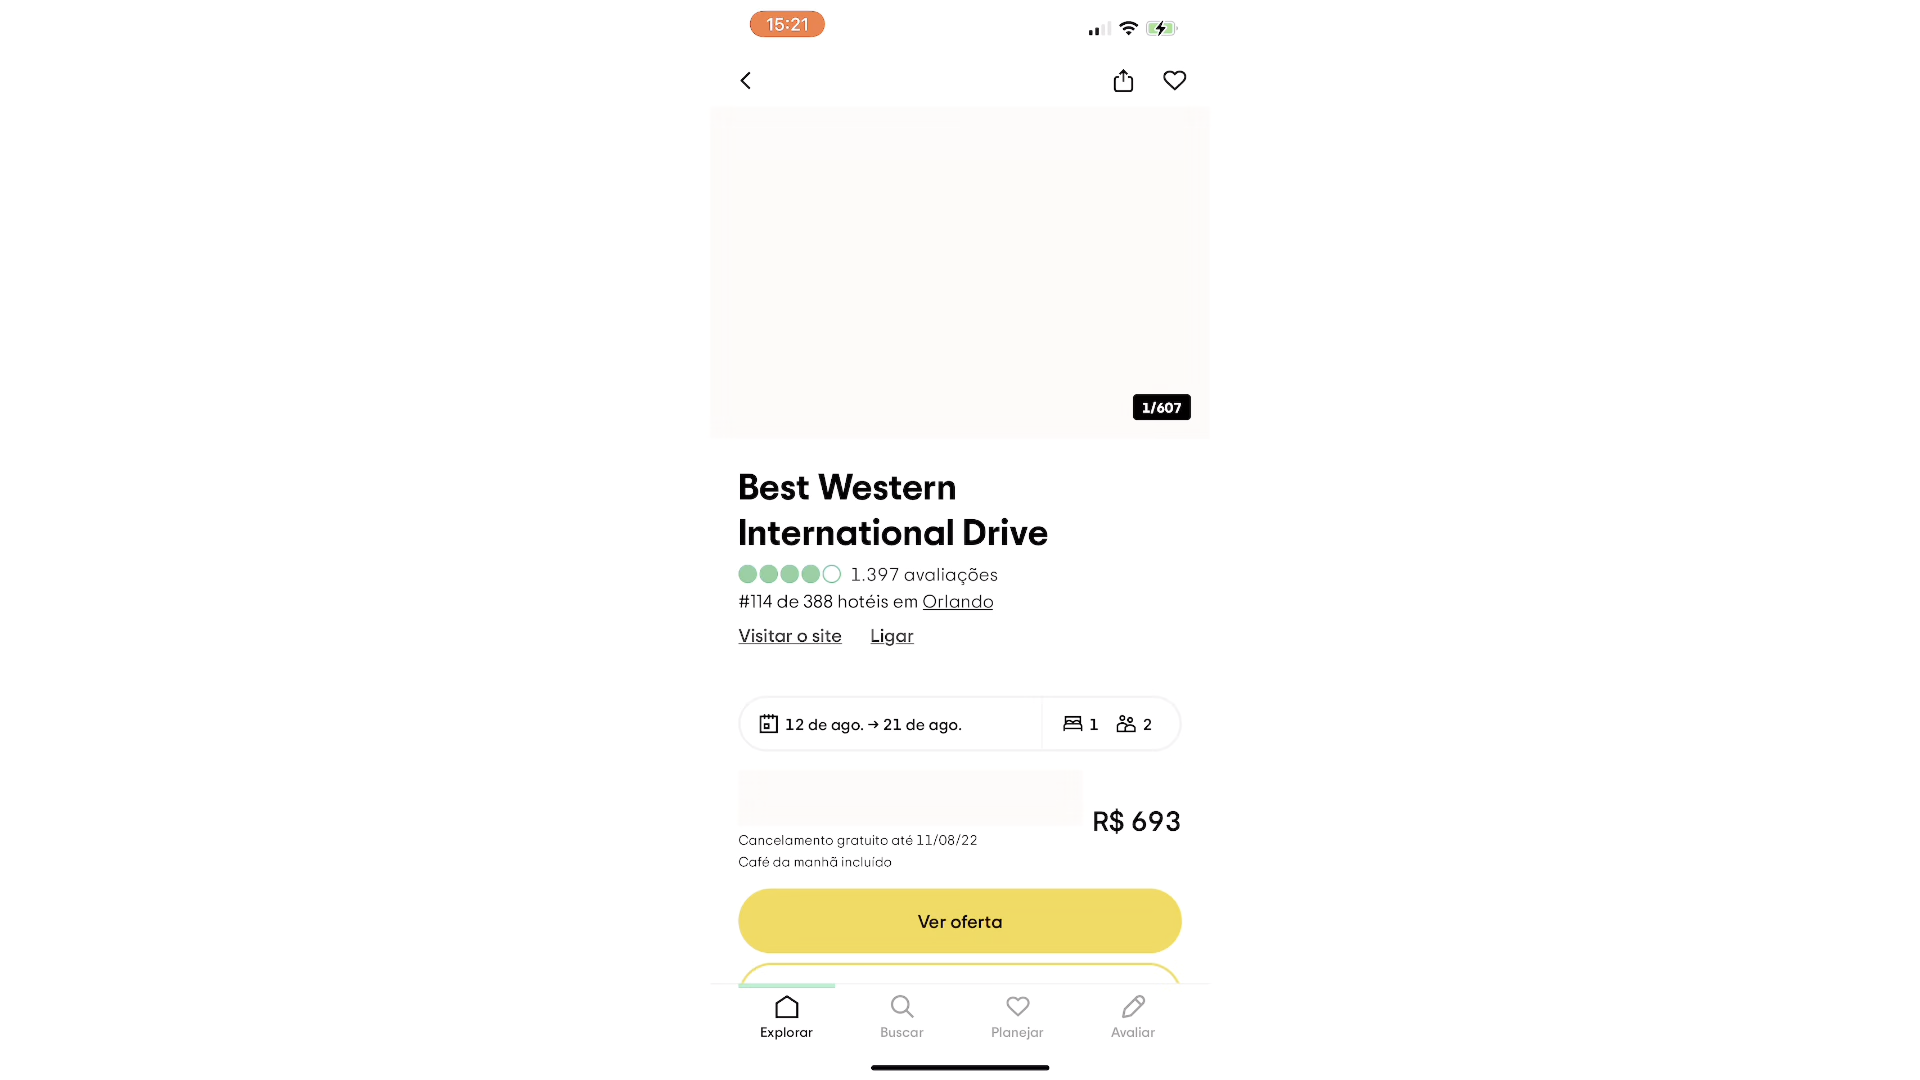 15:21
1/607
Best Western
International Drive
1.397 avaliações
#114 de 388 hotéis em Orlando
Visitar o site Ligar
12 de ago. → 21 de ago. 1 2
R$ 693
Cancelamento gratuito até 11/08/22
Café da manhã incluído
Ver oferta
Explorar Buscar Planejar Avaliar